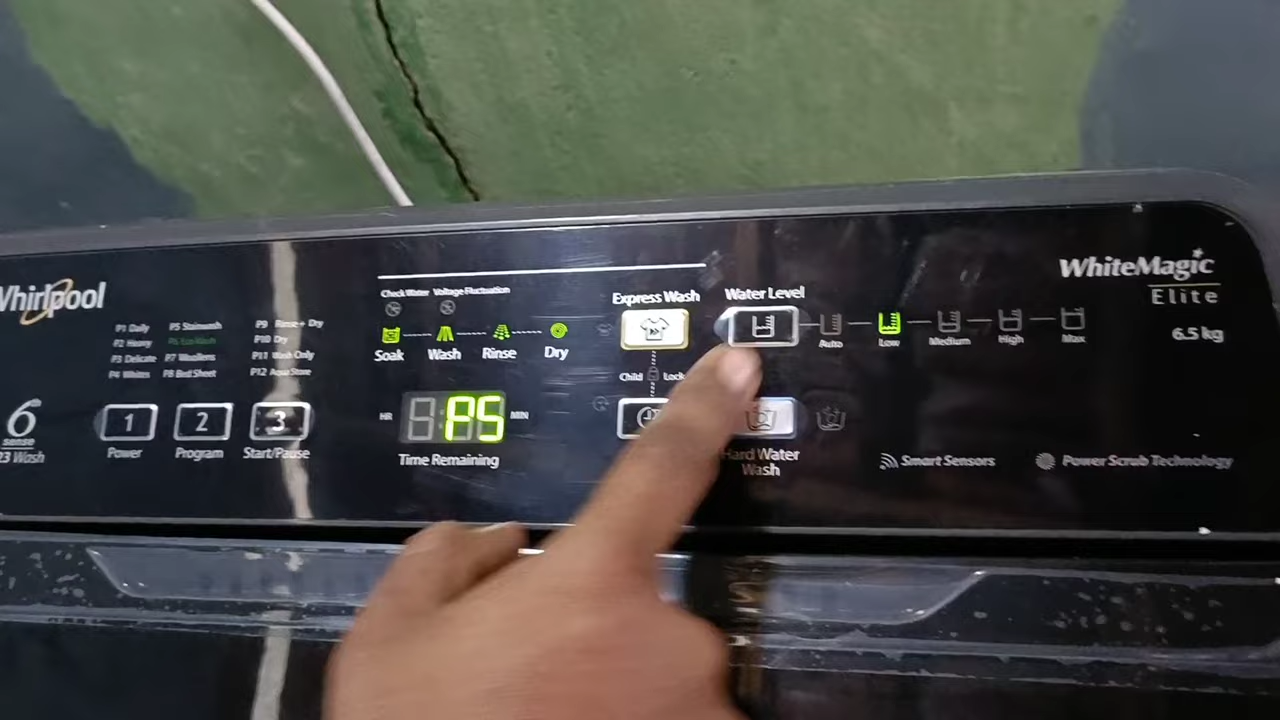 Whirlpool
P1 Daily
P2 Heavy
P3 Delicate
P4 Whites
P5 Stainwash
P6 EcoWash
P7 Woollens
P8 Bed Sheet
P9 Rinse + Dry
P10 Dry
P11 Wash Only
P12 Aqua Store
6th
sense
123 Wash
1
Power
2
Program
3
Start/Pause
Check Water Voltage Fluctuation
Soak
Wash
Rinse
Dry
HR
P5
MIN
Time Remaining
Express Wash
Child Lock
Water Level
Auto
Low
Medium
High
Max
Hard Water
Wash
WhiteMagic
Elite
6.5 kg
Smart Sensors
Power Scrub Technology